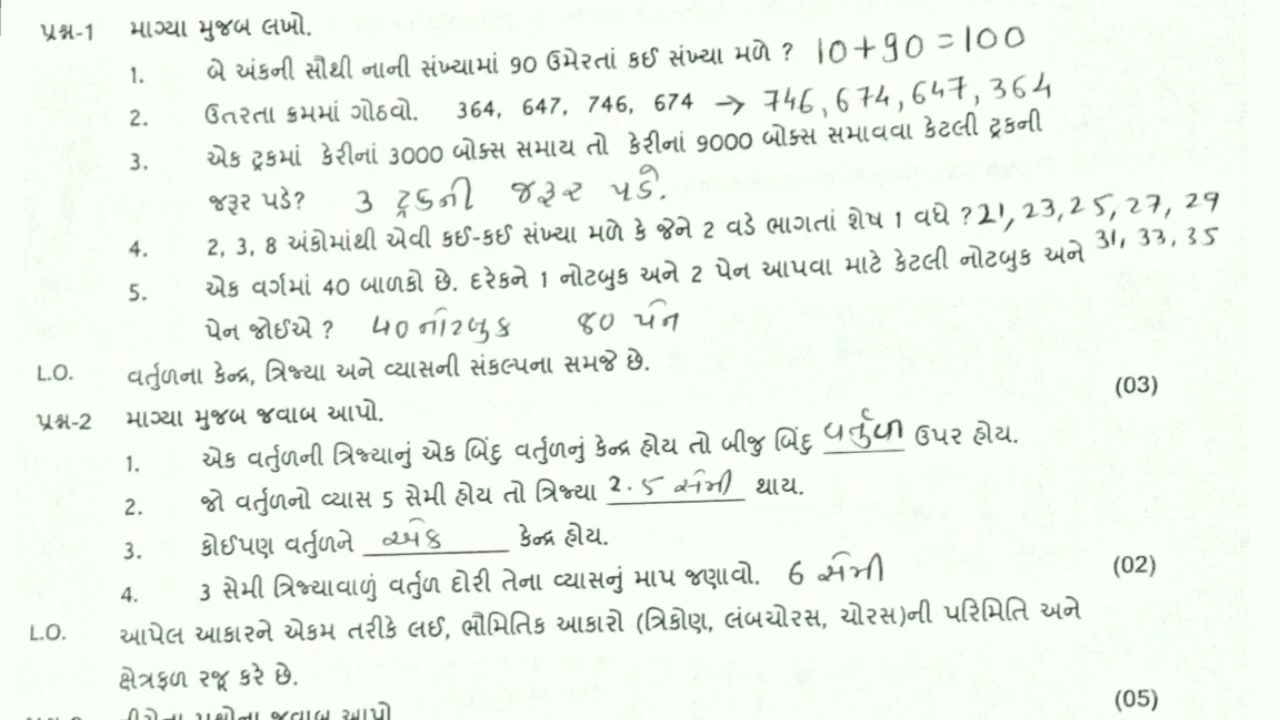 પ્રશ્ન-1 માગ્યા મુજબ લખો.
1. બે અંકની સૌથી નાની સંખ્યામાં 90 ઉમેરતાં કઈ સંખ્યા મળે ? 10+90=100
2. ઉતરતા ક્રમમાં ગોઠવો. 364, 647, 746, 674 → 746, 674, 647, 364
3. એક ટ્રકમાં કેરીનાં 3000 બોક્સ સમાય તો કેરીનાં 9000 બોક્સ સમાવવા કેટલી ટ્રકની
જરૂર પડે? 3 ટ્રકની જરૂર પડે.
4. 2, 3, 8 અંકોમાંથી એવી કઈ-કઈ સંખ્યા મળે કે જેને 2 વડે ભાગતાં શેષ 1 વધે ? 21, 23, 25, 27, 29
31, 33, 35
5. એક વર્ગમાં 40 બાળકો છે. દરેકને 1 નોટબુક અને 2 પેન આપવા માટે કેટલી નોટબુક અને
પેન જોઈએ ? 40 નોટબુક 80 પેન
L.O. વર્તુળના કેન્દ્ર, ત્રિજ્યા અને વ્યાસની સંકલ્પના સમજે છે.
(03)
પ્રશ્ન-2 માગ્યા મુજબ જવાબ આપો.
1. એક વર્તુળની ત્રિજ્યાનું એક બિંદુ વર્તુળનું કેન્દ્ર હોય તો બીજુ બિંદુ વર્તુળ ઉપર હોય.
2. જો વર્તુળનો વ્યાસ 5 સેમી હોય તો ત્રિજ્યા 2.5 સેમી થાય.
3. કોઈપણ વર્તુળને એક કેન્દ્ર હોય.
4. 3 સેમી ત્રિજ્યાવાળું વર્તુળ દોરી તેના વ્યાસનું માપ જણાવો. 6 સેમી (02)
L.O. આપેલ આકારને એકમ તરીકે લઈ, ભૌમિતિક આકારો (ત્રિકોણ, લંબચોરસ, ચોરસ)ની પરિમિતિ અને
ક્ષેત્રફળ રજૂ કરે છે.
(05)